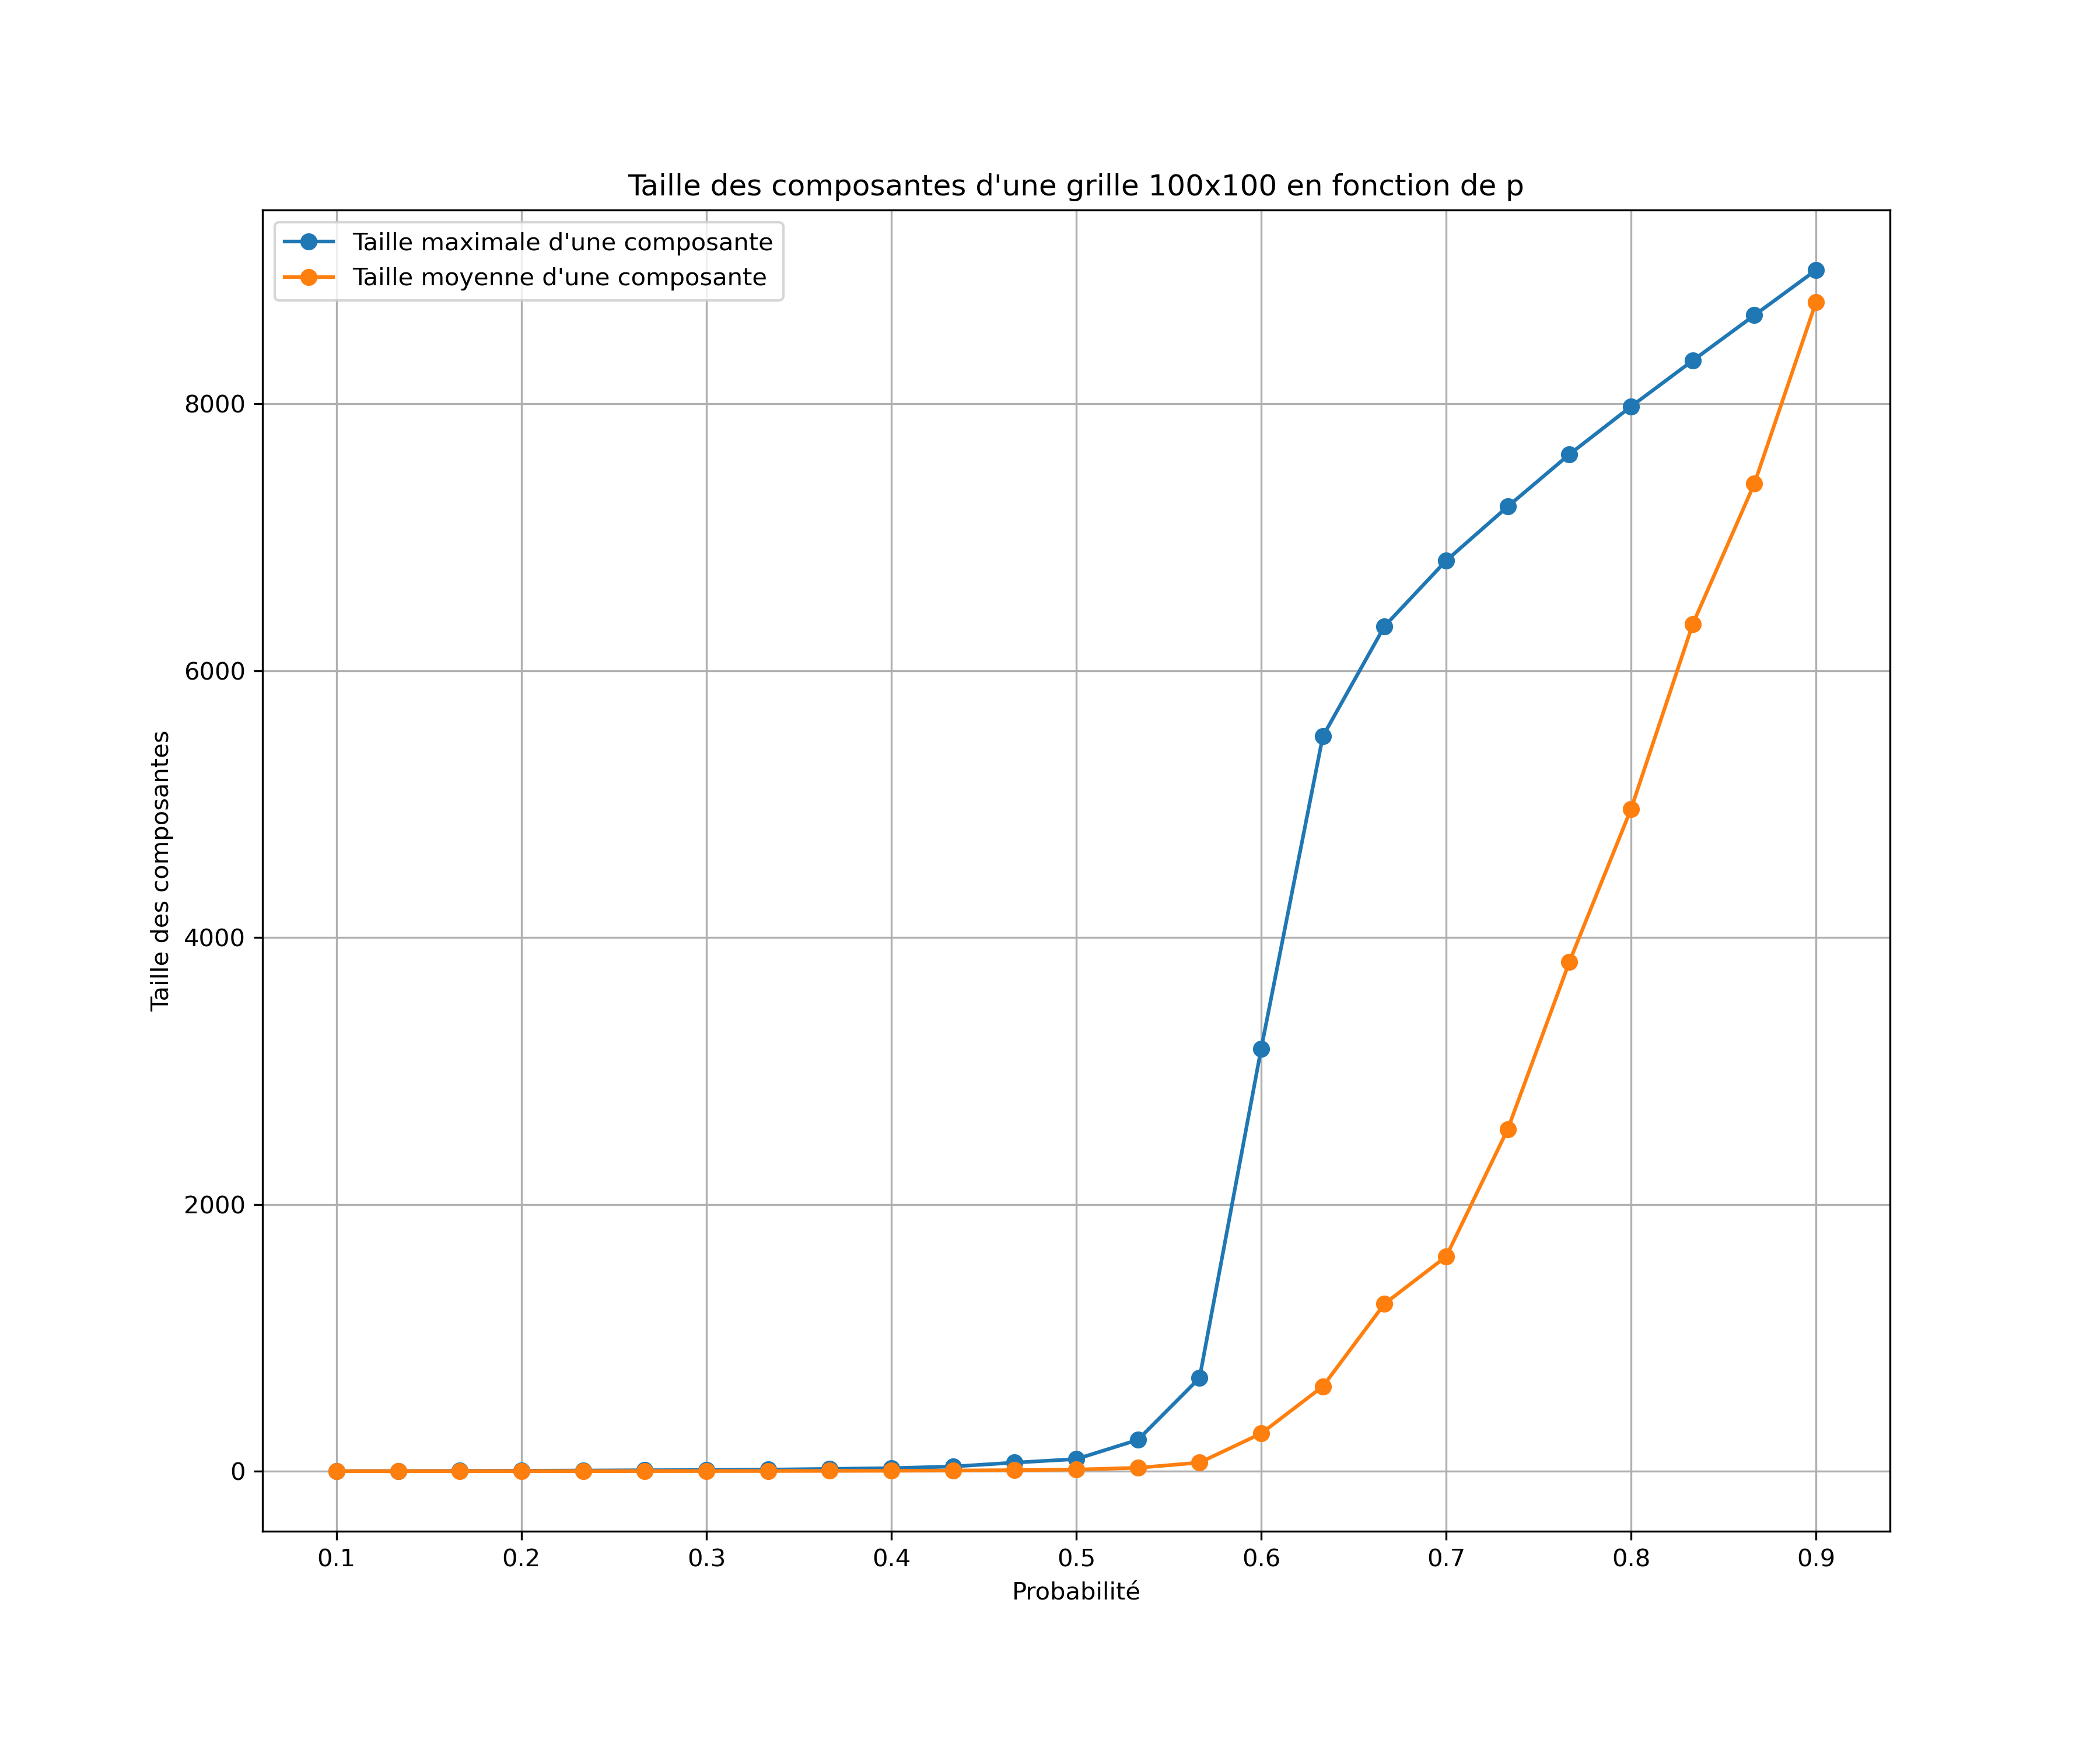 Taille des composantes d'une grille 100x100 en fonction de p
Taille maximale d'une composante
Taille moyenne d'une composante
Taille des composantes
8000
6000
4000
2000
0
0.1 0.2 0.3 0.4 0.5 0.6 0.7 0.8 0.9
Probabilité